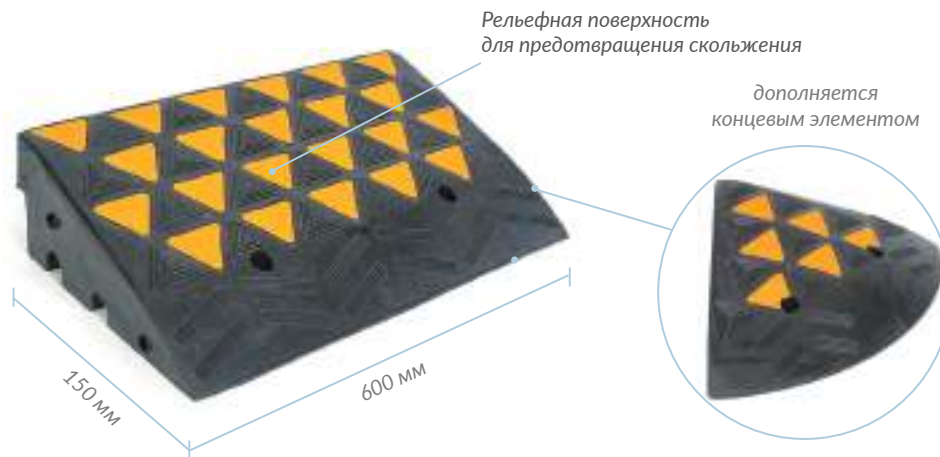 Рельефная поверхность
для предотвращения скольжения
дополняется
концевым элементом
150 мм
600 мм